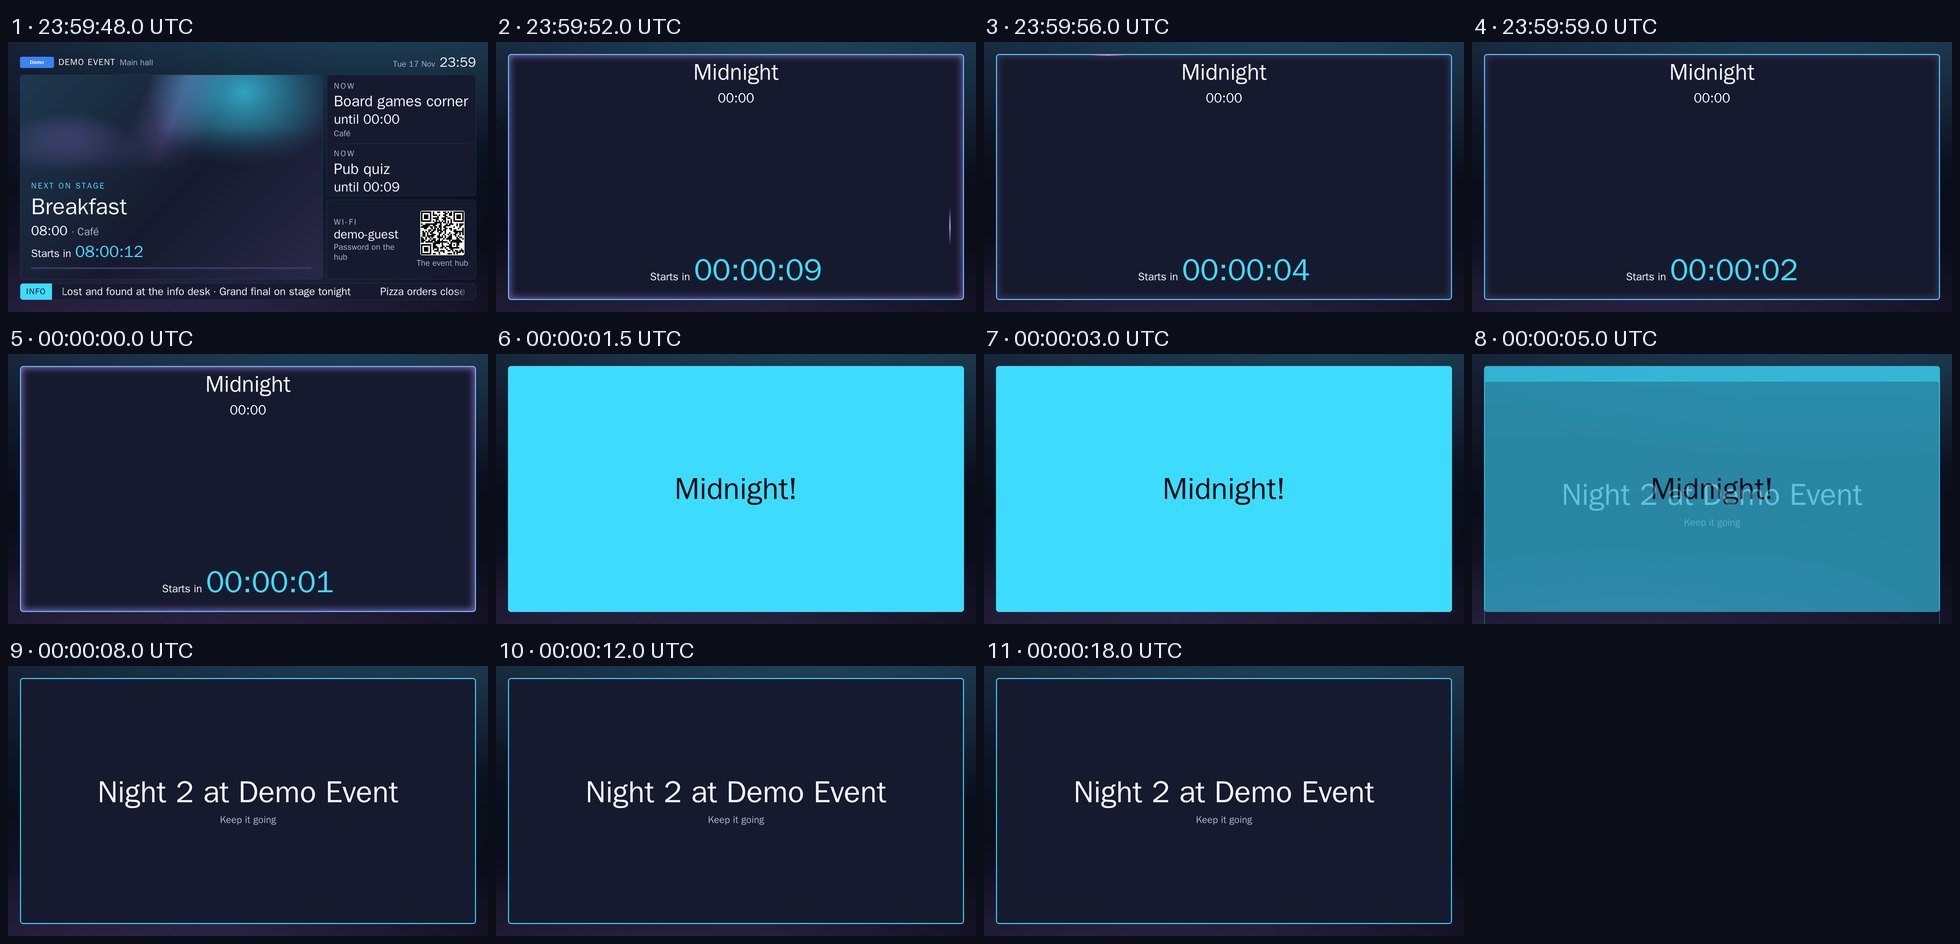 1 · 23:59:48.0 UTC
Demo DEMO EVENT Main hall
Tue 17 Nov 23:59
NEXT ON STAGE
Breakfast
08:00 · Café
Starts in 08:00:12
NOW
Board games corner
until 00:00
Café
NOW
Pub quiz
until 00:09
WI-FI
demo-guest
Password on the
hub
The event hub
INFO Lost and found at the info desk · Grand final on stage tonight Pizza orders close
2 · 23:59:52.0 UTC
Midnight
00:00
Starts in 00:00:09
3 · 23:59:56.0 UTC
Midnight
00:00
Starts in 00:00:04
4 · 23:59:59.0 UTC
Midnight
00:00
Starts in 00:00:02
5 · 00:00:00.0 UTC
Midnight
00:00
Starts in 00:00:01
6 · 00:00:01.5 UTC
Midnight!
7 · 00:00:03.0 UTC
Midnight!
8 · 00:00:05.0 UTC
Midnight!
Night 2 at Demo Event
Keep it going
9 · 00:00:08.0 UTC
Night 2 at Demo Event
Keep it going
10 · 00:00:12.0 UTC
Night 2 at Demo Event
Keep it going
11 · 00:00:18.0 UTC
Night 2 at Demo Event
Keep it going